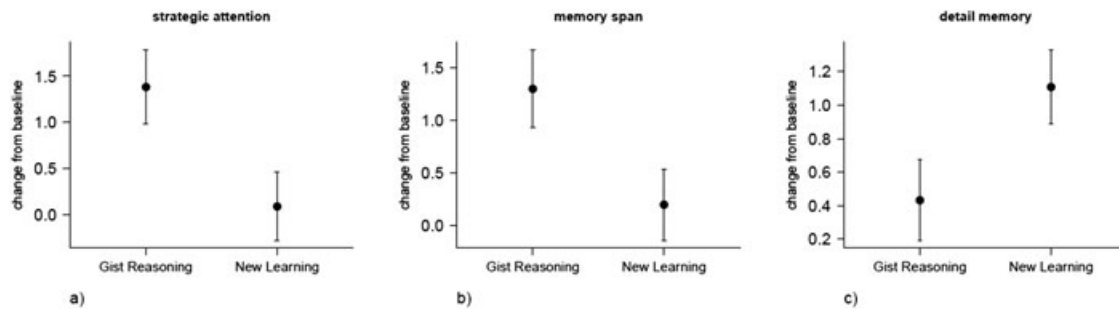 strategic attention
change from baseline
1.5
1.0
0.5
0.0
Gist Reasoning New Learning
a)
memory span
change from baseline
1.5
1.0
0.5
0.0
Gist Reasoning New Learning
b)
detail memory
change from baseline
1.2
1.0
0.8
0.6
0.4
0.2
Gist Reasoning New Learning
c)